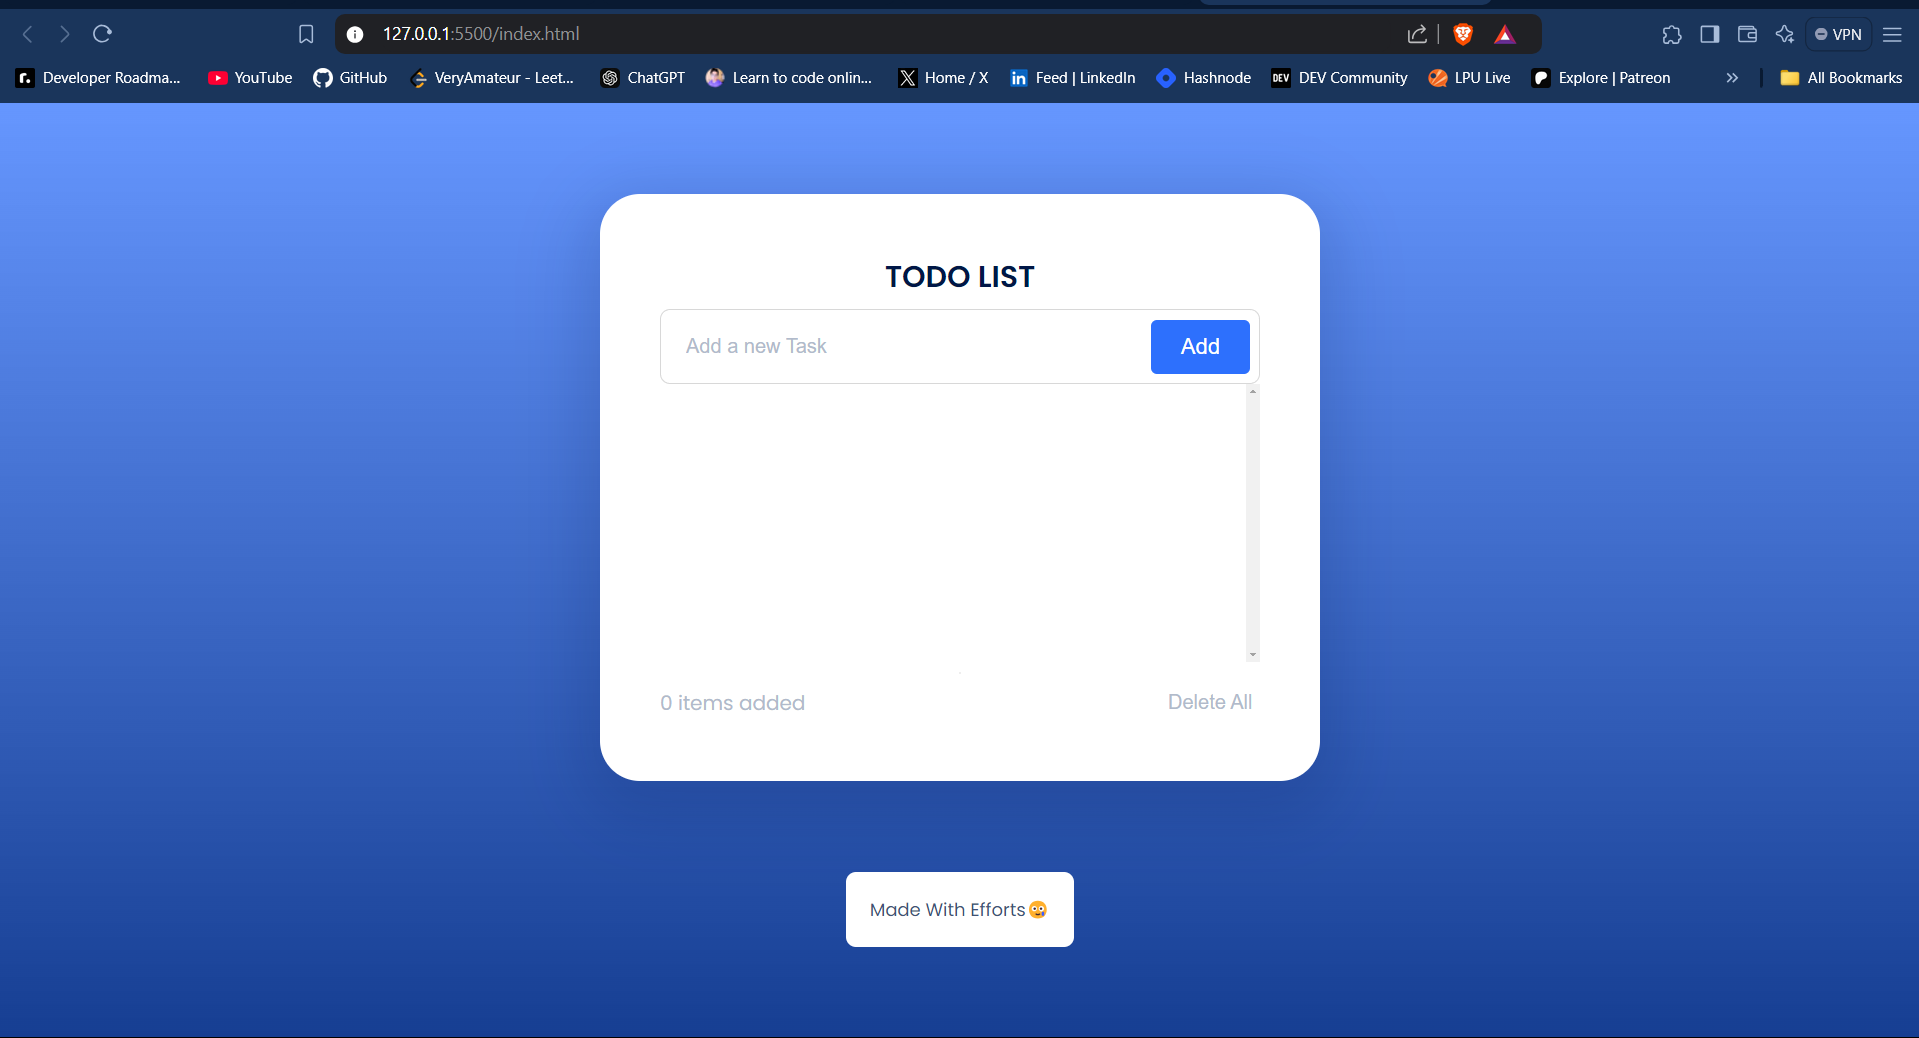 127.0.0.1:5500/index.html
VPN
Developer Roadma...
YouTube
GitHub
VeryAmateur - Leet...
ChatGPT
Learn to code onlin...
Home / X
Feed | LinkedIn
Hashnode
DEV
DEV Community
LPU Live
Explore | Patreon
All Bookmarks
TODO LIST
Add a new Task
Add
0 items added
Delete All
Made With Efforts🥲